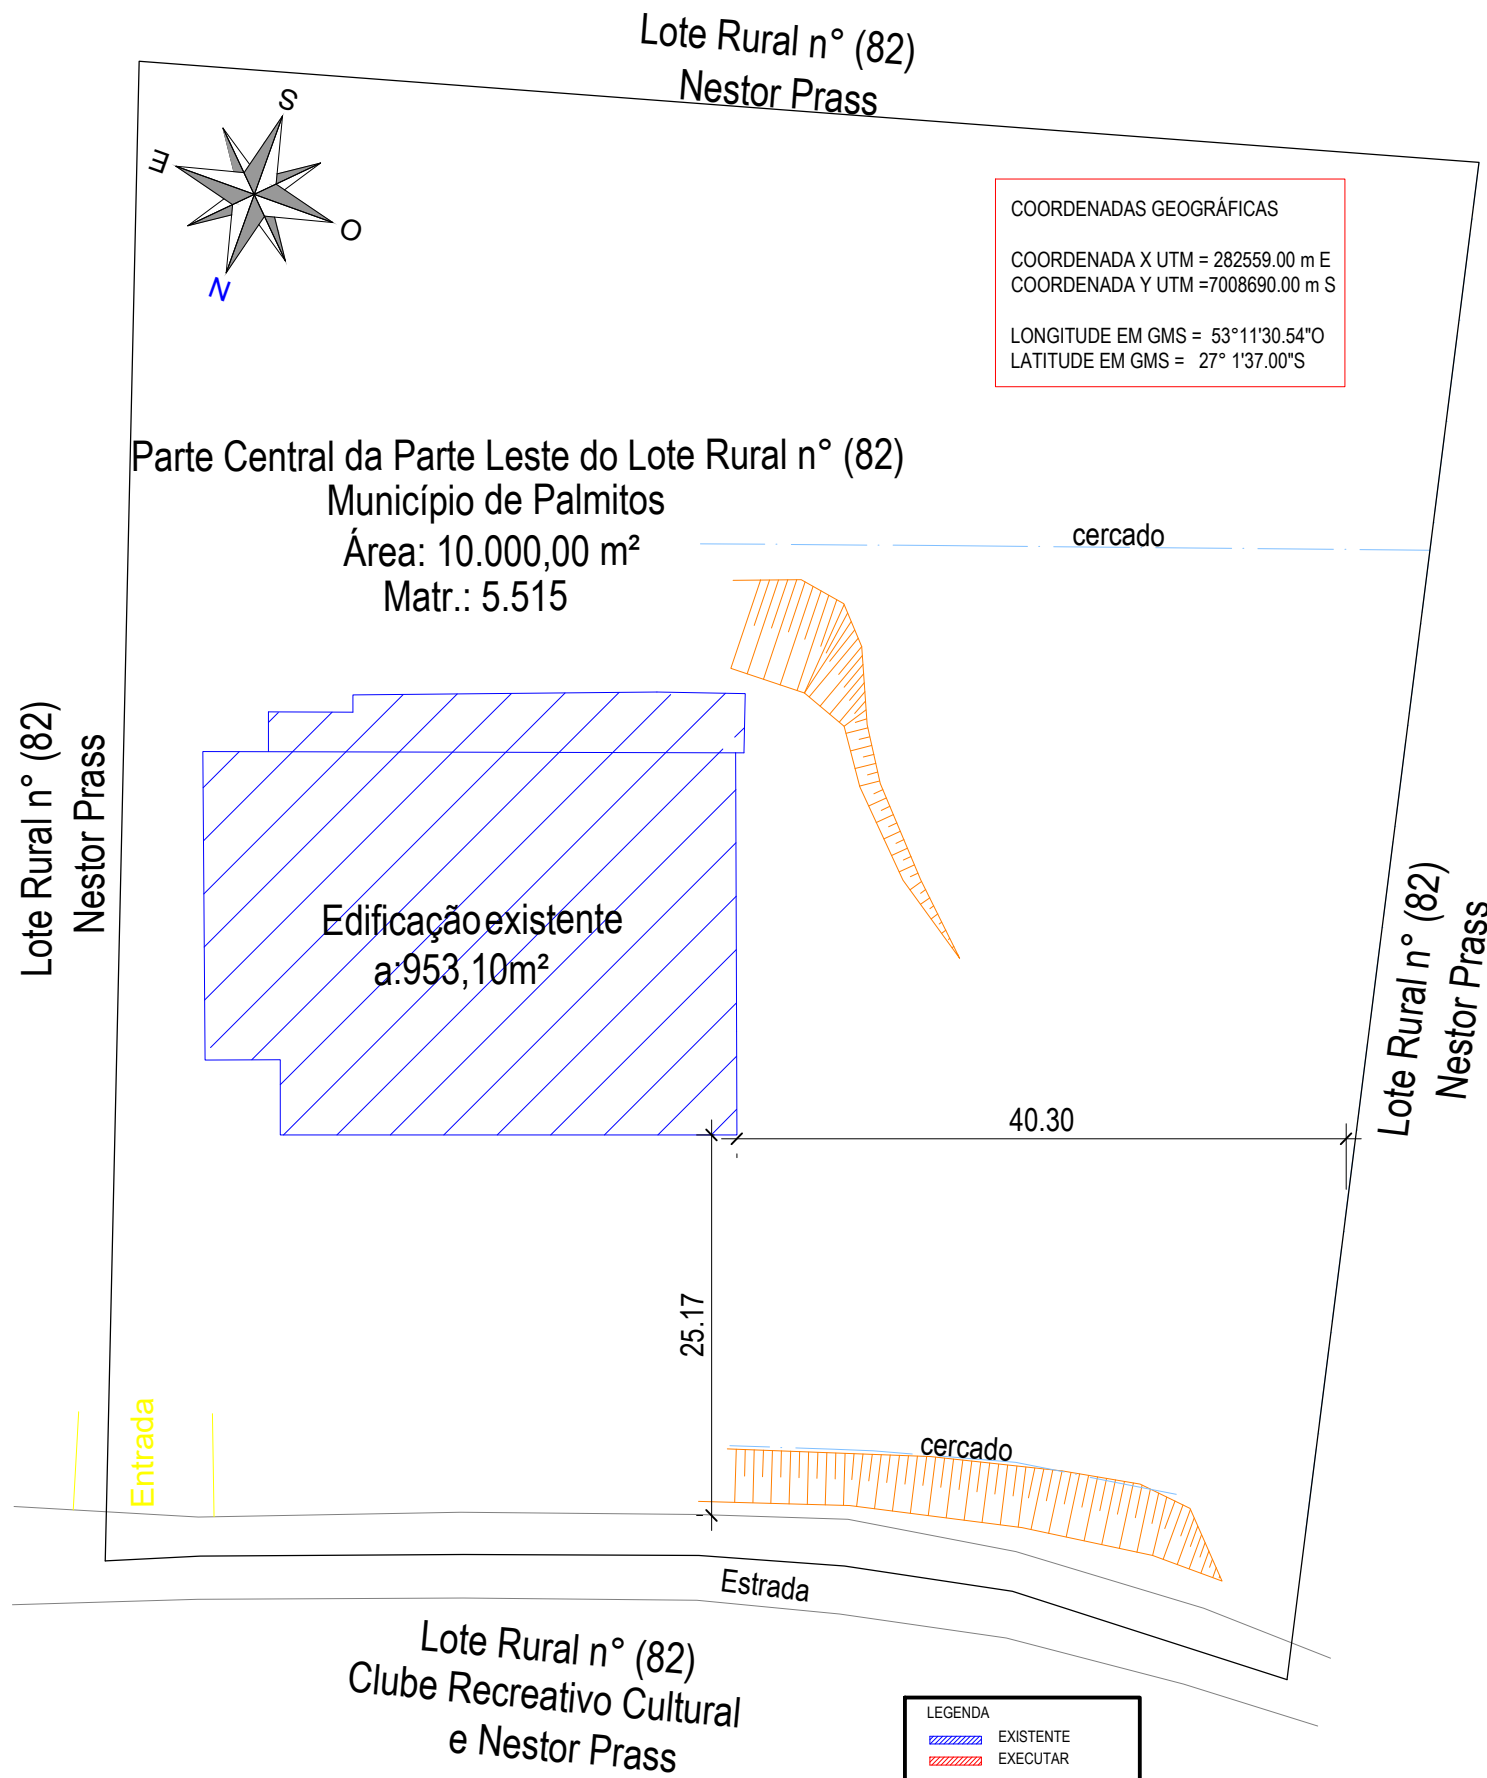 Lote Rural n° (82)
Nestor Prass
S
E
O
N
COORDENADAS GEOGRÁFICAS
COORDENADA X UTM = 282559.00 m E
COORDENADA Y UTM =7008690.00 m S
LONGITUDE EM GMS = 53°11'30.54"O
LATITUDE EM GMS = 27° 1'37.00"S
Parte Central da Parte Leste do Lote Rural n° (82)
Município de Palmitos
Área: 10.000,00 m²
Matr.: 5.515
cercado
Lote Rural n° (82)
Nestor Prass
Edificação existente
a:953,10m²
Lote Rural n° (82)
Nestor Prass
40.30
25.17
Entrada
cercado
Estrada
Lote Rural n° (82)
Clube Recreativo Cultural
e Nestor Prass
LEGENDA
EXISTENTE
EXECUTAR